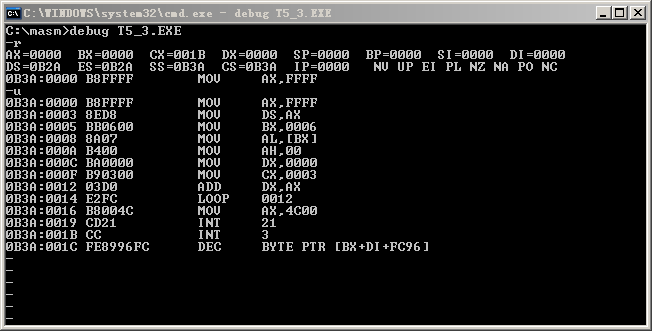 C:\WINDOWS\system32\cmd.exe - debug T5_3.EXE
C:\masm>debug T5_3.EXE
-r
AX=0000  BX=0000  CX=001B  DX=0000  SP=0000  BP=0000  SI=0000  DI=0000
DS=0B2A  ES=0B2A  SS=0B3A  CS=0B3A  IP=0000   NV UP EI PL NZ NA PO NC
0B3A:0000 B8FFFF        MOV     AX,FFFF
-u
0B3A:0000 B8FFFF        MOV     AX,FFFF
0B3A:0003 8ED8          MOV     DS,AX
0B3A:0005 BB0600        MOV     BX,0006
0B3A:0008 8A07          MOV     AL,[BX]
0B3A:000A B400          MOV     AH,00
0B3A:000C BA0000        MOV     DX,0000
0B3A:000F B90300        MOV     CX,0003
0B3A:0012 03D0          ADD     DX,AX
0B3A:0014 E2FC          LOOP    0012
0B3A:0016 B8004C        MOV     AX,4C00
0B3A:0019 CD21          INT     21
0B3A:001B CC            INT     3
0B3A:001C FE8996FC      DEC     BYTE PTR [BX+DI+FC96]
-
-
-
-
-